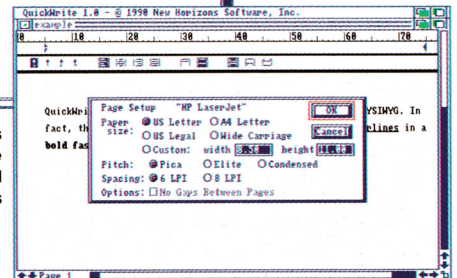 QuickWrite 1.0 - © 1990 New Horizons Software, Inc.
example
0 10 20 30 40 50 60 70
QuickWri YSIWYG. In
fact, th rlines in a
bold fas
Page Setup "HP LaserJet"
OK
Paper size: US Letter A4 Letter
US Legal Wide Carriage
Cancel
Custom: width height
Pitch: Pica Elite Condensed
Spacing: 6 LPI 8 LPI
Options: No Gaps Between Pages
Page 1